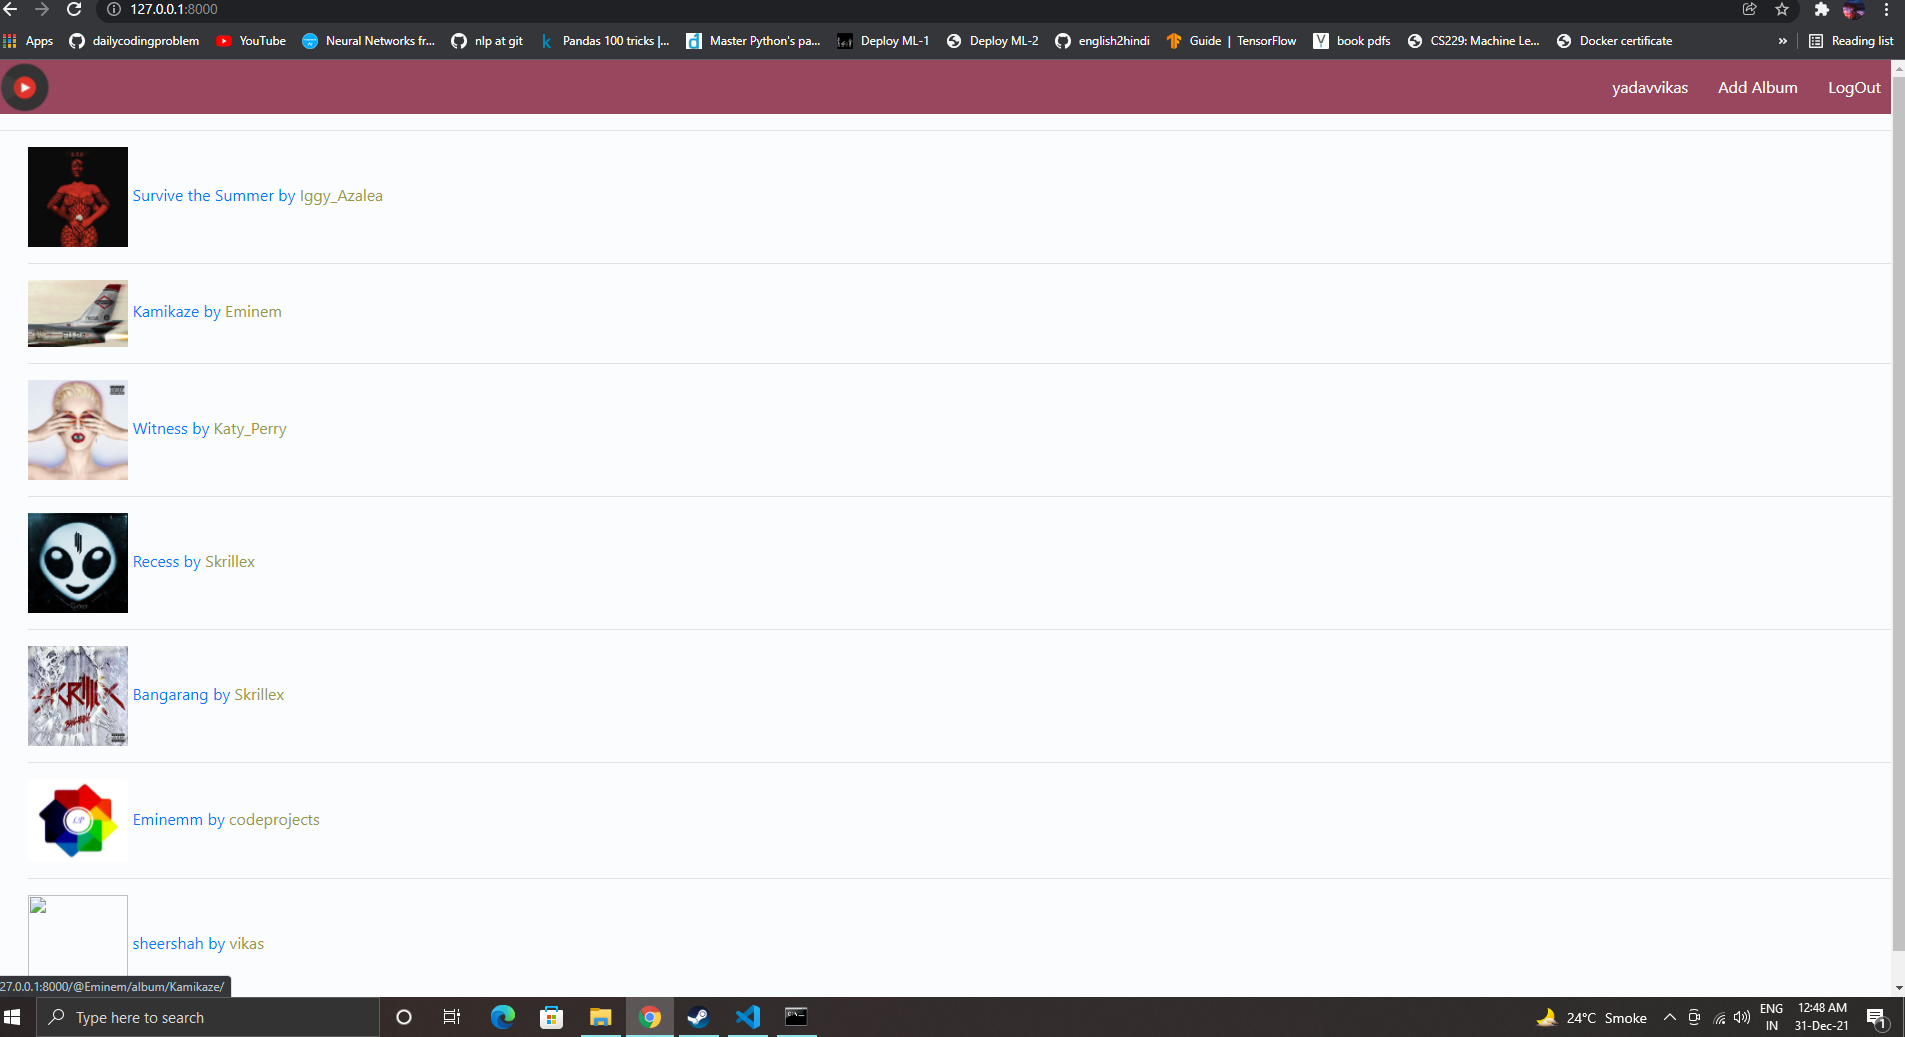 127.0.0.1:8000
Apps dailycodingproblem YouTube Neural Networks fr... nlp at git Pandas 100 tricks |... Master Python's pa... Deploy ML-1 Deploy ML-2 english2hindi Guide | TensorFlow book pdfs CS229: Machine Le... Docker certificate » Reading list
yadavvikas Add Album LogOut
Survive the Summer by Iggy_Azalea
Kamikaze by Eminem
Witness by Katy_Perry
Recess by Skrillex
Bangarang by Skrillex
Eminemm by codeprojects
sheershah by vikas
27.0.0.1:8000/@Eminem/album/Kamikaze/
Type here to search
24°C Smoke
ENG
IN
12:48 AM
31-Dec-21
1